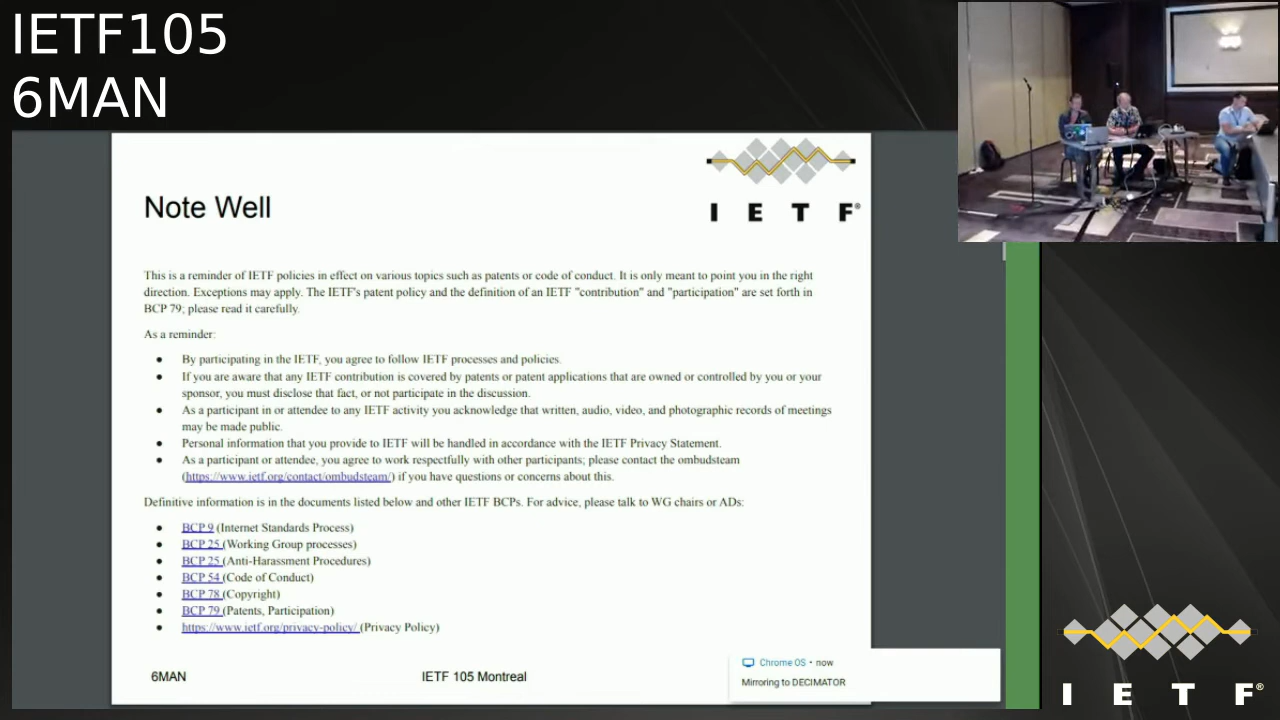 IETF105
6MAN
I E T F®
Note Well
This is a reminder of IETF policies in effect on various topics such as patents or code of conduct. It is only meant to point you in the right
direction. Exceptions may apply. The IETF's patent policy and the definition of an IETF "contribution" and "participation" are set forth in
BCP 79; please read it carefully.
As a reminder:
● By participating in the IETF, you agree to follow IETF processes and policies.
● If you are aware that any IETF contribution is covered by patents or patent applications that are owned or controlled by you or your
sponsor, you must disclose that fact, or not participate in the discussion.
● As a participant in or attendee to any IETF activity you acknowledge that written, audio, video, and photographic records of meetings
may be made public.
● Personal information that you provide to IETF will be handled in accordance with the IETF Privacy Statement.
● As a participant or attendee, you agree to work respectfully with other participants; please contact the ombudsteam
(https://www.ietf.org/contact/ombudsteam/) if you have questions or concerns about this.
Definitive information is in the documents listed below and other IETF BCPs. For advice, please talk to WG chairs or ADs:
● BCP 9 (Internet Standards Process)
● BCP 25 (Working Group processes)
● BCP 25 (Anti-Harassment Procedures)
● BCP 54 (Code of Conduct)
● BCP 78 (Copyright)
● BCP 79 (Patents, Participation)
● https://www.ietf.org/privacy-policy/ (Privacy Policy)
6MAN
IETF 105 Montreal
Chrome OS • now
Mirroring to DECIMATOR
I E T F®